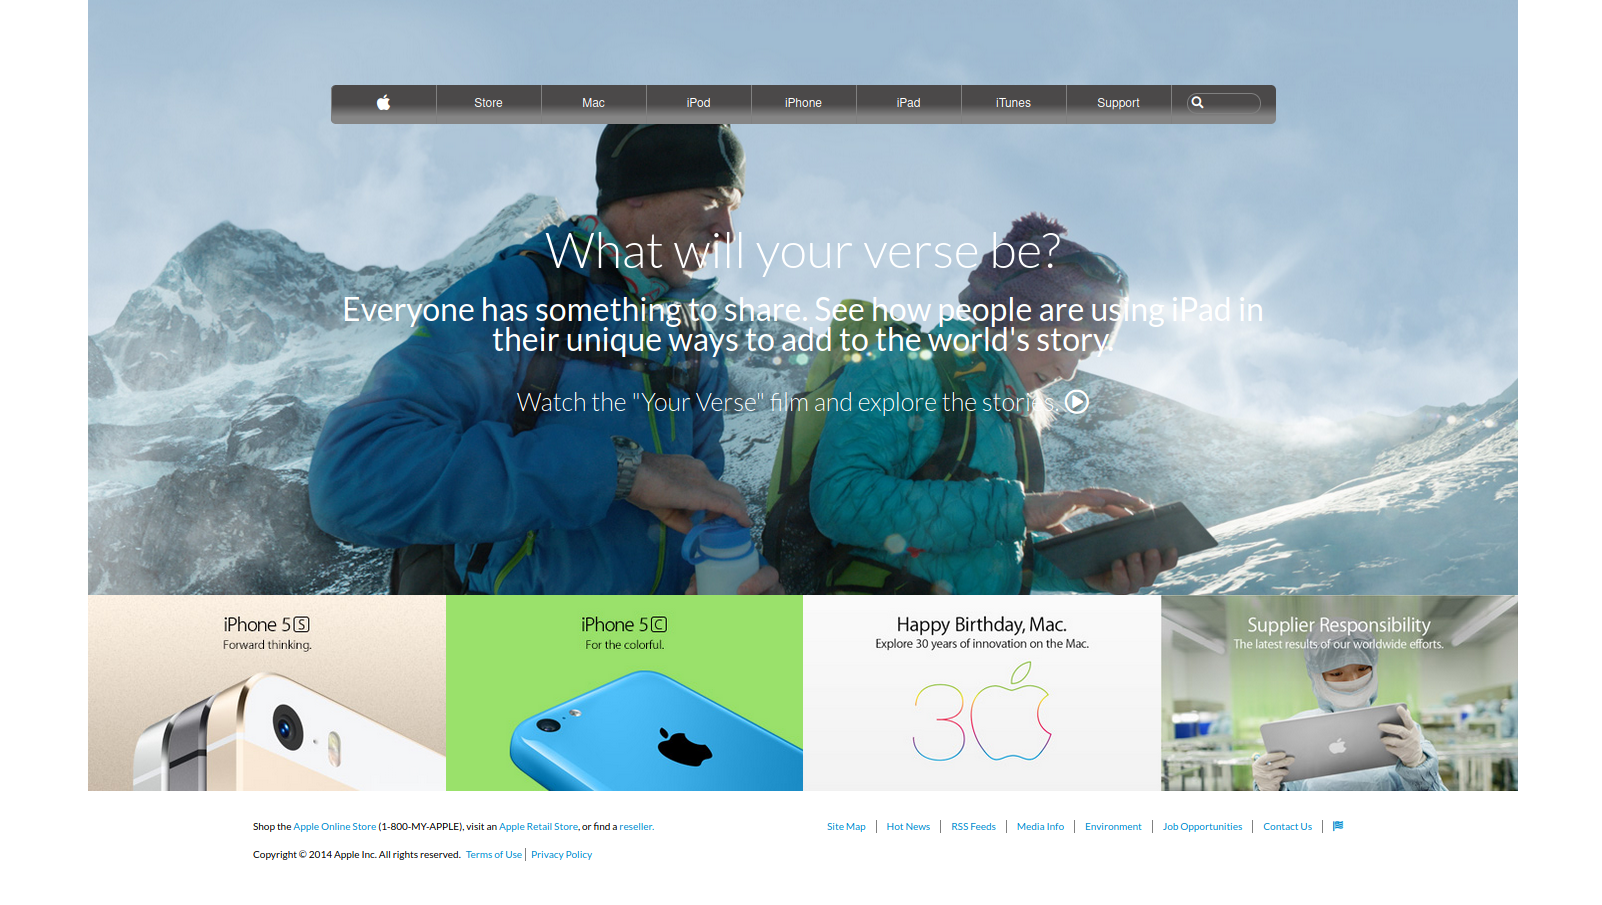 Store Mac iPod iPhone iPad iTunes Support
What will your verse be?
Everyone has something to share. See how people are using iPad in
their unique ways to add to the world's story.
Watch the "Your Verse" film and explore the stories.
iPhone 5S
Forward thinking.
iPhone 5C
For the colorful.
Happy Birthday, Mac.
Explore 30 years of innovation on the Mac.
30
Supplier Responsibility
The latest results of our worldwide efforts.
Shop the Apple Online Store (1-800-MY-APPLE), visit an Apple Retail Store, or find a reseller.
Site Map Hot News RSS Feeds Media Info Environment Job Opportunities Contact Us
Copyright © 2014 Apple Inc. All rights reserved. Terms of Use Privacy Policy